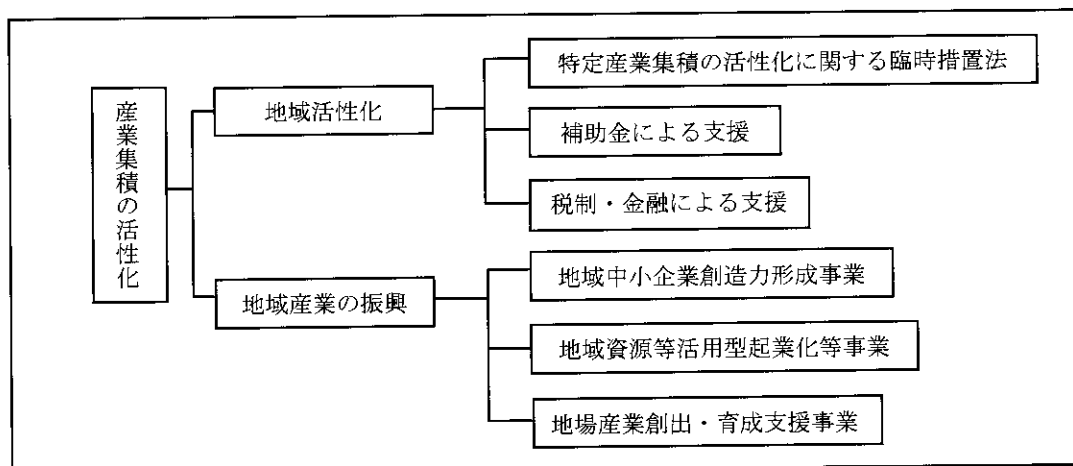 産業集積の活性化
地域活性化
特定産業集積の活性化に関する臨時措置法
補助金による支援
税制・金融による支援
地域産業の振興
地域中小企業創造力形成事業
地域資源等活用型起業化等事業
地場産業創出・育成支援事業